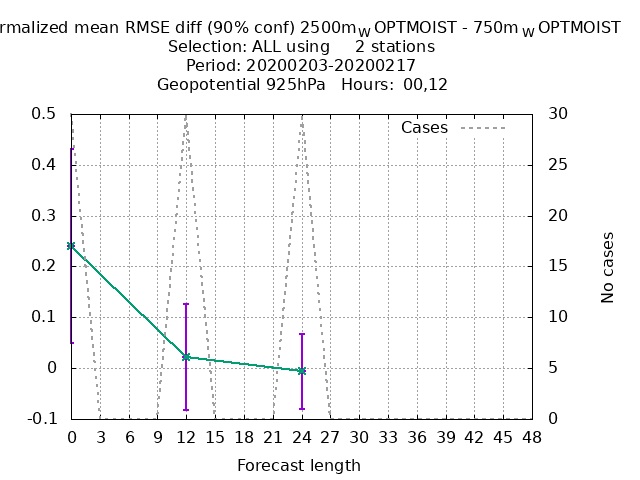 rmalized mean RMSE diff (90% conf) 2500m W OPTMOIST - 750m W OPTMOIST
Selection: ALL using 2 stations
Period: 20200203-20200217
Geopotential 925hPa Hours: 00,12
Cases
0.5
0.4
0.3
0.2
0.1
0
-0.1
30
25
20
15
10
5
0
No cases
0 3 6 9 12 15 18 21 24 27 30 33 36 39 42 45 48
Forecast length